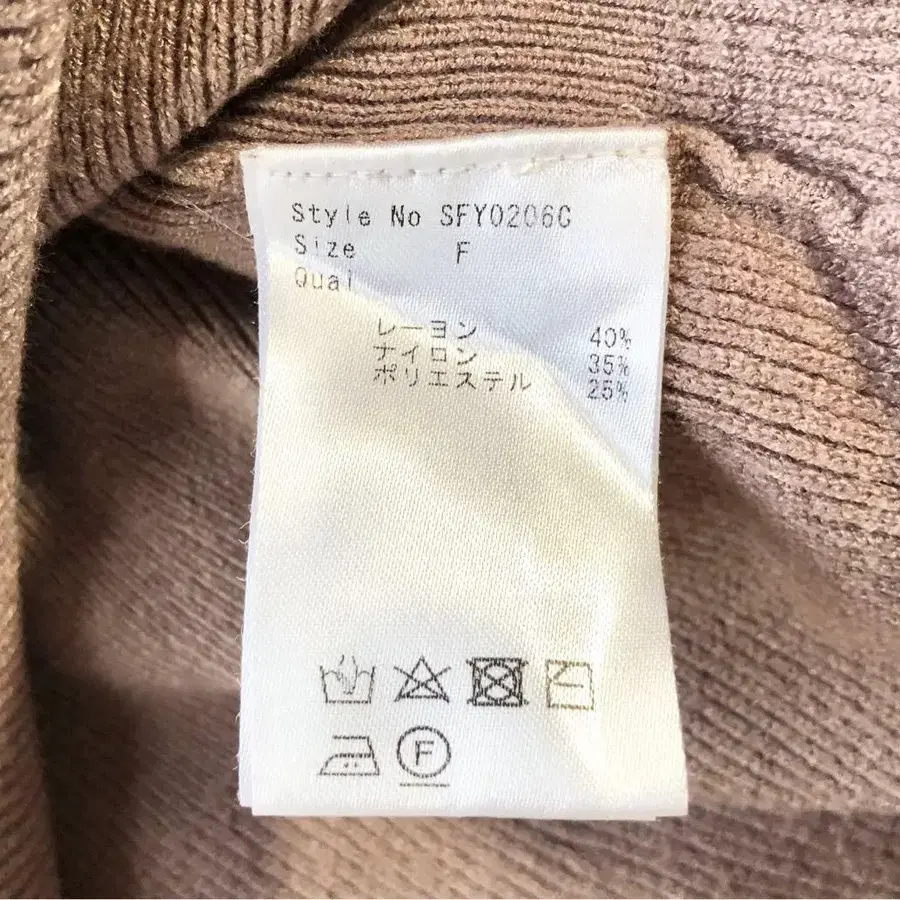 Style No SFY0206G
Size F
Qual
レーヨン 40%
ナイロン 35%
ポリエステル 25%
F